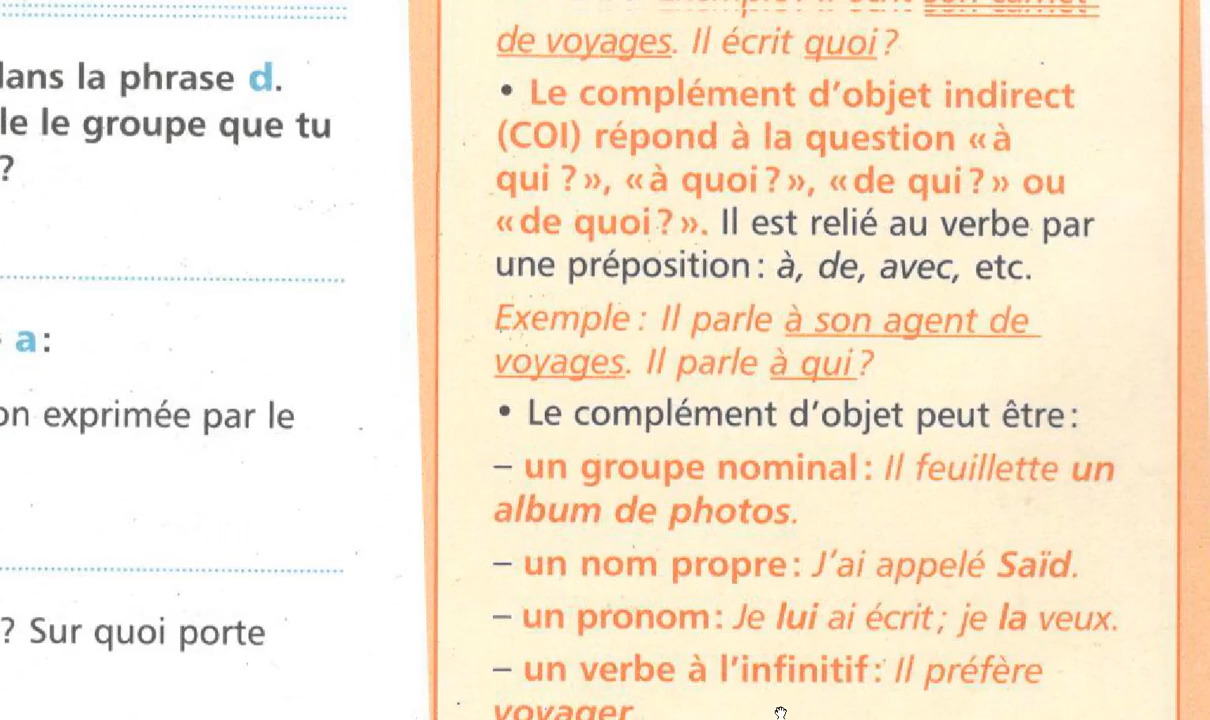 dans la phrase d.
le le groupe que tu
?
a :
on exprimée par le
? Sur quoi porte
son carnet
de voyages. Il écrit quoi ?
• Le complément d'objet indirect
(COI) répond à la question « à
qui ? », « à quoi ? », « de qui ? » ou
« de quoi ? ». Il est relié au verbe par
une préposition : à, de, avec, etc.
Exemple : Il parle à son agent de
voyages. Il parle à qui ?
• Le complément d'objet peut être :
– un groupe nominal : Il feuillette un
album de photos.
– un nom propre : J'ai appelé Saïd.
– un pronom : Je lui ai écrit ; je la veux.
– un verbe à l'infinitif : Il préfère
voyager.